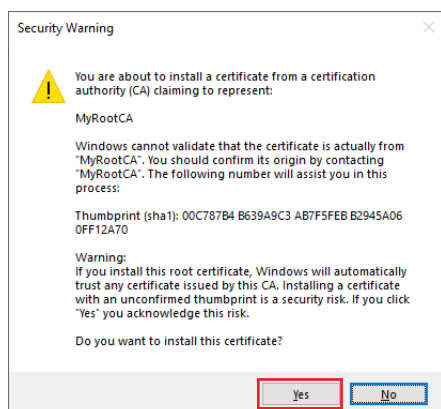 Security Warning
You are about to install a certificate from a certification
authority (CA) claiming to represent:
MyRootCA
Windows cannot validate that the certificate is actually from
"MyRootCA". You should confirm its origin by contacting
"MyRootCA". The following number will assist you in this
process:
Thumbprint (sha1): 00C787B4 B639A9C3 AB7F5FEB B2945A06
0FF12A70
Warning:
If you install this root certificate, Windows will automatically
trust any certificate issued by this CA. Installing a certificate
with an unconfirmed thumbprint is a security risk. If you click
"Yes" you acknowledge this risk.
Do you want to install this certificate?
Yes No